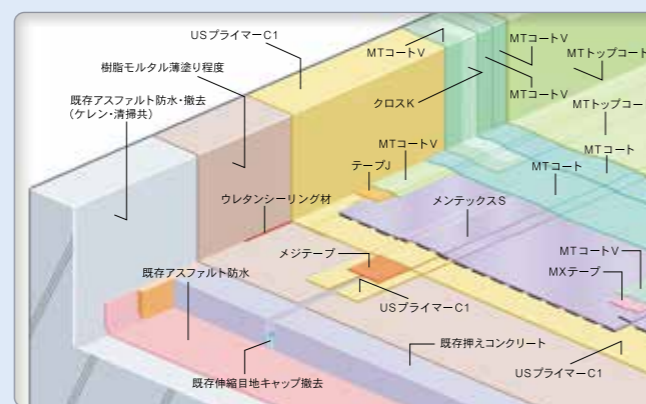 USプライマーC1
樹脂モルタル薄塗り程度
既存アスファルト防水・撤去
(ケレン・清掃共)
MTコートV
MTコートV
MTトップコート
MTコートV
クロスK
MTトップコー
MTコートV
MTコート
テープJ
MTコート
ウレタンシーリング材
メンテックスS
メジテープ
MTコートV
既存アスファルト防水
MXテープ
USプライマーC1
既存押えコンクリート
既存伸縮目地キャップ撤去
USプライマーC1